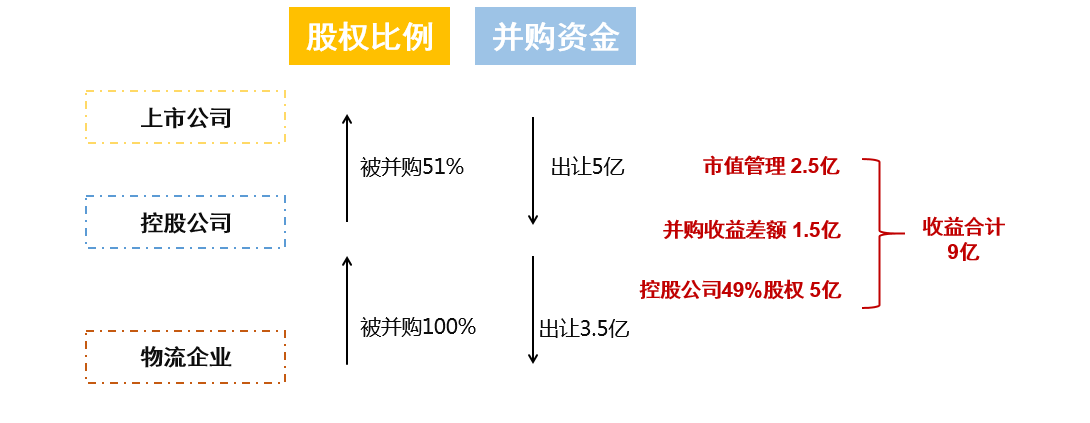 股权比例
并购资金
上市公司
被并购51%
出让5亿
市值管理 2.5亿
控股公司
并购收益差额 1.5亿
收益合计
9亿
控股公司49%股权 5亿
物流企业
被并购100%
出让3.5亿